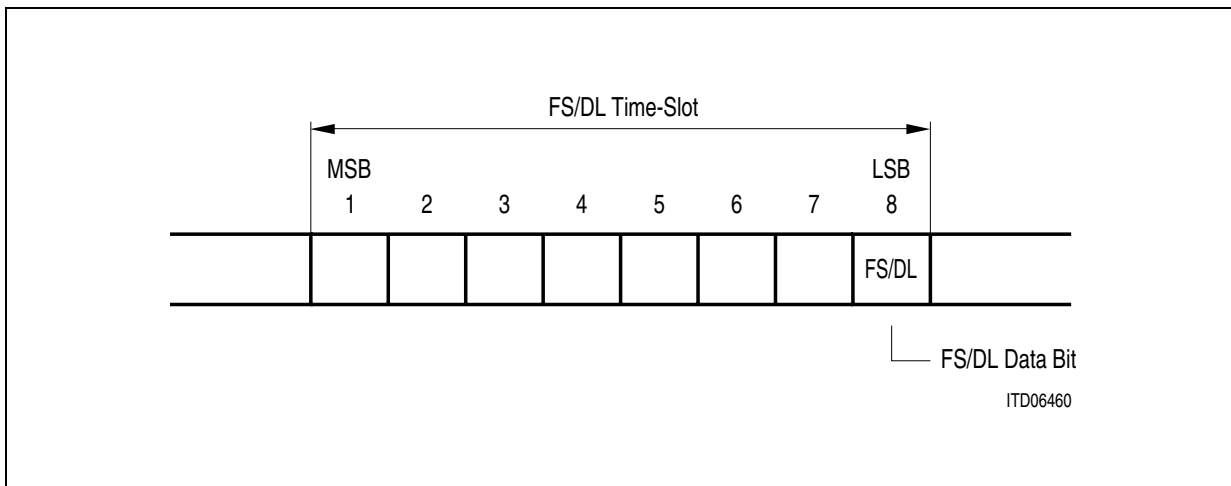 FS/DL Time-Slot
MSB LSB
1 2 3 4 5 6 7 8
FS/DL
FS/DL Data Bit
ITD06460